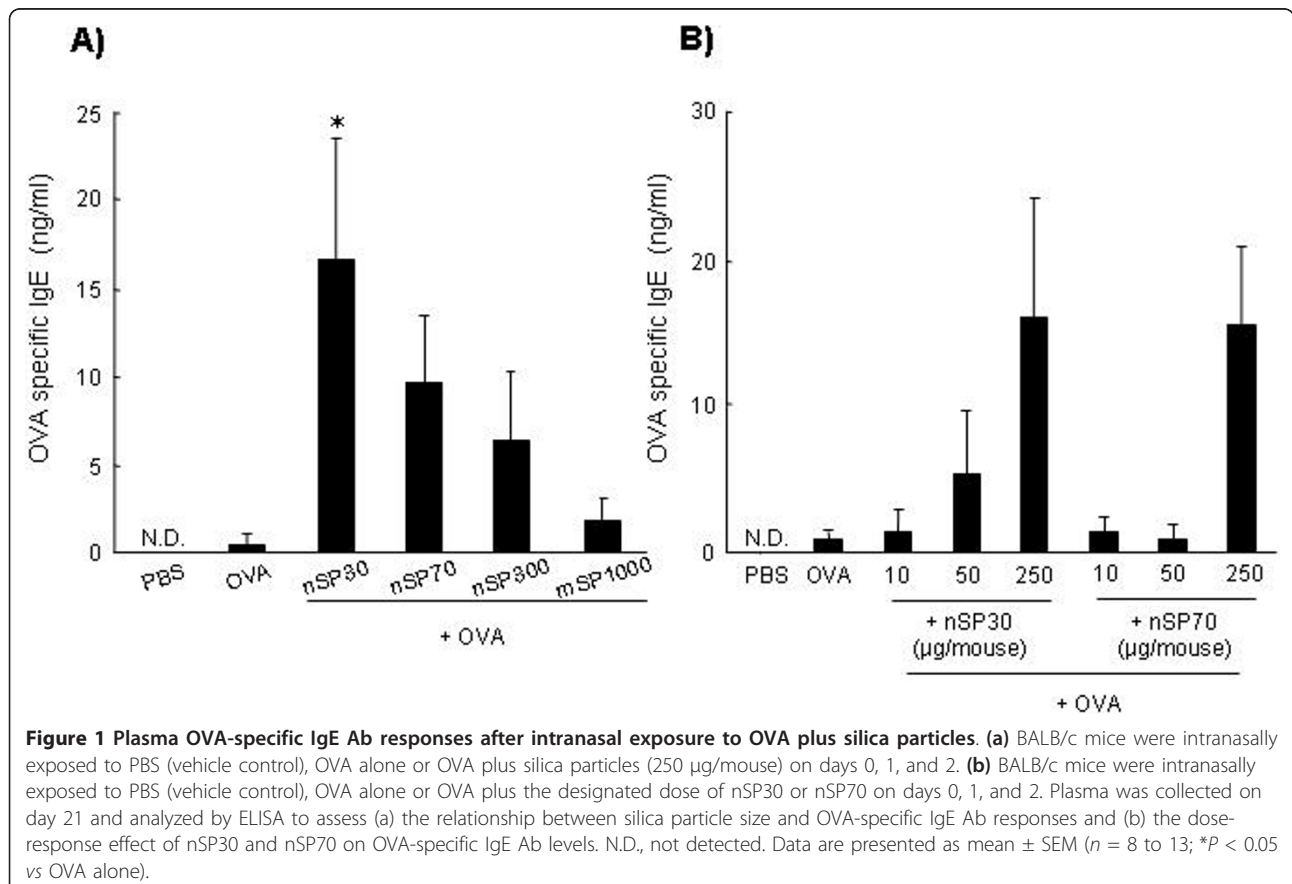 A)
OVA specific IgE (ng/ml)
25
20
15
10
5
0
*
N.D.
PBS OVA nSP30 nSP70 nSP300 mSP1000
+ OVA
B)
OVA specific IgE (ng/ml)
30
20
10
0
N.D.
PBS OVA 10 50 250 10 50 250
+ nSP30 + nSP70
(µg/mouse) (µg/mouse)
+ OVA
Figure 1 Plasma OVA-specific IgE Ab responses after intranasal exposure to OVA plus silica particles. (a) BALB/c mice were intranasally
exposed to PBS (vehicle control), OVA alone or OVA plus silica particles (250 µg/mouse) on days 0, 1, and 2. (b) BALB/c mice were intranasally
exposed to PBS (vehicle control), OVA alone or OVA plus the designated dose of nSP30 or nSP70 on days 0, 1, and 2. Plasma was collected on
day 21 and analyzed by ELISA to assess (a) the relationship between silica particle size and OVA-specific IgE Ab responses and (b) the dose-
response effect of nSP30 and nSP70 on OVA-specific IgE Ab levels. N.D., not detected. Data are presented as mean ± SEM (n = 8 to 13; *P < 0.05
vs OVA alone).